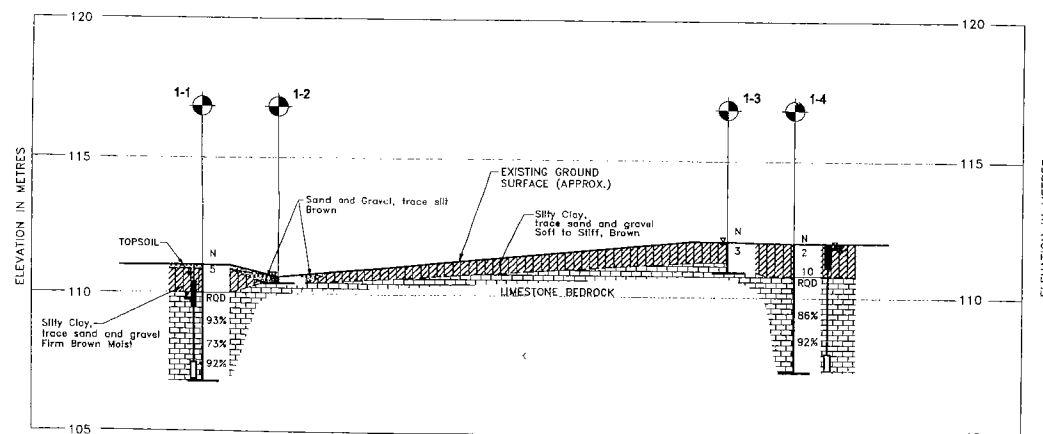 120
120
1-1
1-2
1-3
1-4
ELEVATION IN METRES
115
115
EXISTING GROUND
SURFACE (APPROX.)
Sand and Gravel, trace silt
Brown
Silty Clay,
trace sand and gravel
Soft to Stiff, Brown
TOPSOIL
N
5
N
3
N
2
10
110
110
ROD
93%
73%
92%
LIMESTONE BEDROCK
ROD
86%
92%
Silty Clay,
trace sand and gravel
Firm Brown Moist
105